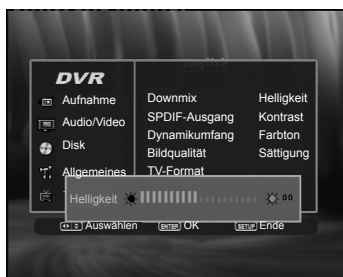 English
DVR
Aufnahme
Audio/Video
Disk
Allgemeines
Downmix Helligkeit
SPDIF-Ausgang Kontrast
Dynamikumfang Farbton
Bildqualität Sättigung
TV-Format
Helligkeit 00
Auswählen ENTER OK SETUP Ende